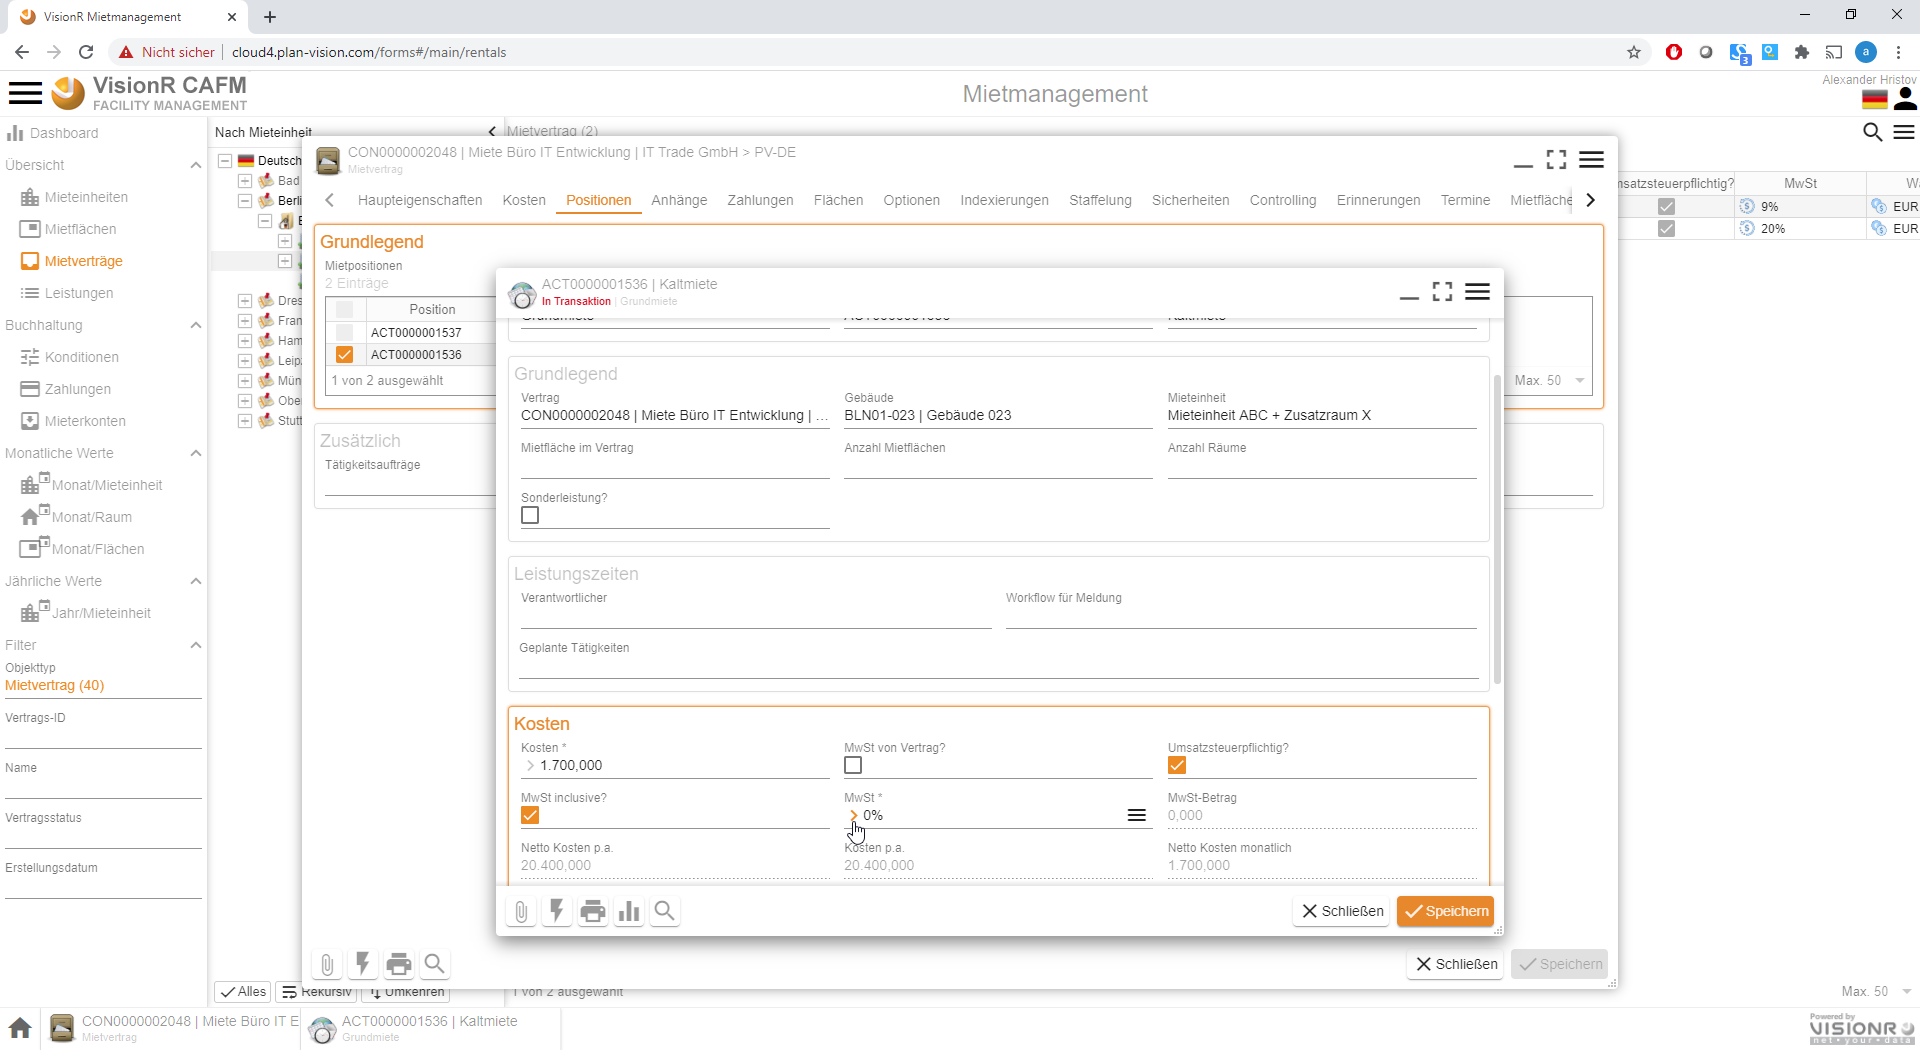 VisionR Mietmanagement
Nicht sicher
cloud4.plan-vision.com/forms#/main/rentals
3
a
VisionR CAFM
FACILITY MANAGEMENT
Mietmanagement
Alexander Hristov
Dashboard
Übersicht
Mieteinheiten
Mietflächen
Mietverträge
Leistungen
Buchhaltung
Konditionen
Zahlungen
Mieterkonten
Monatliche Werte
Monat/Mieteinheit
Monat/Raum
Monat/Flächen
Jährliche Werte
Jahr/Mieteinheit
Filter
Objekttyp
Mietvertrag (40)
Vertrags-ID
Name
Vertragsstatus
Erstellungsdatum
Nach Mieteinheit
Mietvertrag (2)
Deutsch
Bad
Berli
Dres
Fran
Ham
Leip
Mün
Obe
Stutt
msatzsteuerpflichtig?
MwSt
9%
EUR
20%
EUR
CON0000002048 | Miete Büro IT Entwicklung | IT Trade GmbH > PV-DE
Mietvertrag
Haupteigenschaften
Kosten
Positionen
Anhänge
Zahlungen
Flächen
Optionen
Indexierungen
Staffelung
Sicherheiten
Controlling
Erinnerungen
Termine
Mietfläche
Grundlegend
Mietpositionen
2 Einträge
Position
ACT0000001537
ACT0000001536
1 von 2 ausgewählt
Max. 50
Zusätzlich
Tätigkeitsaufträge
ACT0000001536 | Kaltmiete
In Transaktion | Grundmiete
Grundmiete
ACT0000001536
Kaltmiete
Grundlegend
Vertrag
CON0000002048 | Miete Büro IT Entwicklung | ...
Gebäude
BLN01-023 | Gebäude 023
Mieteinheit
Mieteinheit ABC + Zusatzraum X
Mietfläche im Vertrag
Anzahl Mietflächen
Anzahl Räume
Sonderleistung?
Leistungszeiten
Verantwortlicher
Workflow für Meldung
Geplante Tätigkeiten
Kosten
Kosten *
1.700,000
MwSt von Vertrag?
Umsatzsteuerpflichtig?
MwSt inclusive?
MwSt *
0%
MwSt-Betrag
0,000
Netto Kosten p.a.
20.400,000
Kosten p.a.
20.400,000
Netto Kosten monatlich
1.700,000
Schließen
Speichern
Schließen
Speichern
Alles
Rekursiv
Umkehren
1 von 2 ausgewählt
Max. 50
CON0000002048 | Miete Büro IT E
Mietvertrag
ACT0000001536 | Kaltmiete
Grundmiete
Powered by
VISIONR
net • your • data